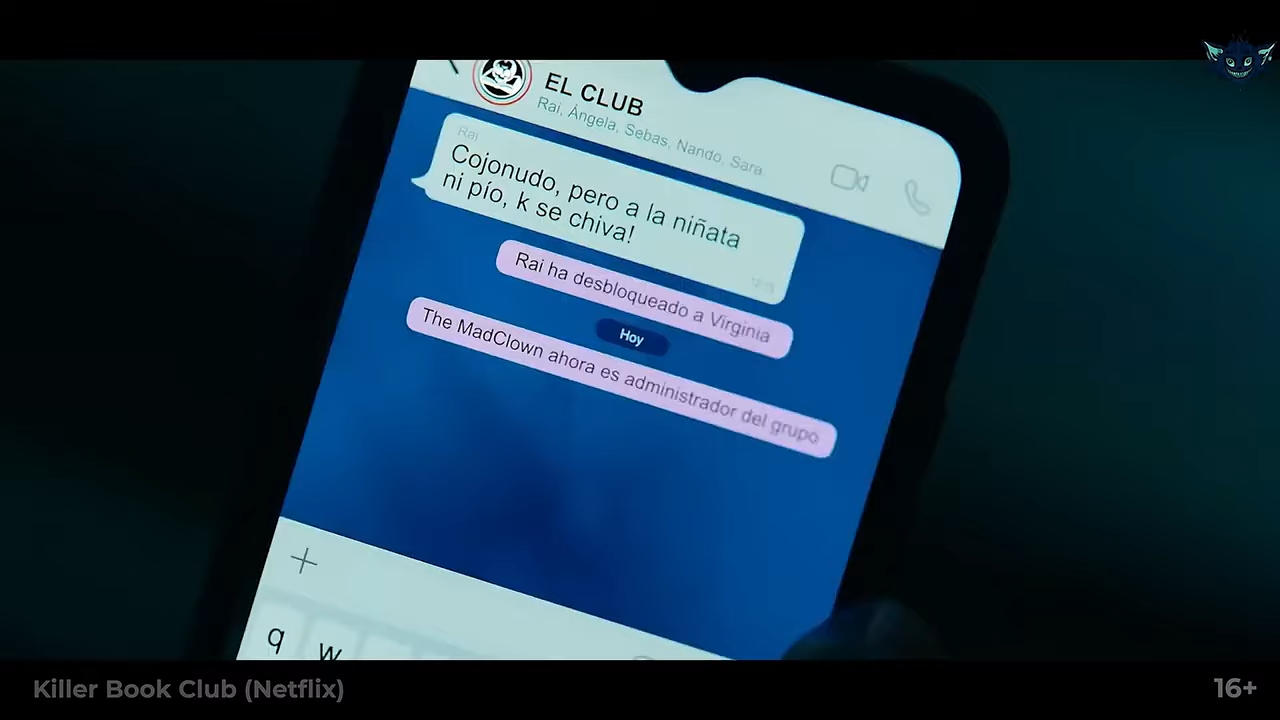 EL CLUB
Rai, Ángela, Sebas, Nando, Sara
Rai
Cojonudo, pero a la niñata
ni pío, k se chiva!
Rai ha desbloqueado a Virginia
Hoy
The MadClown ahora es administrador del grupo
q w
Killer Book Club (Netflix)
16+